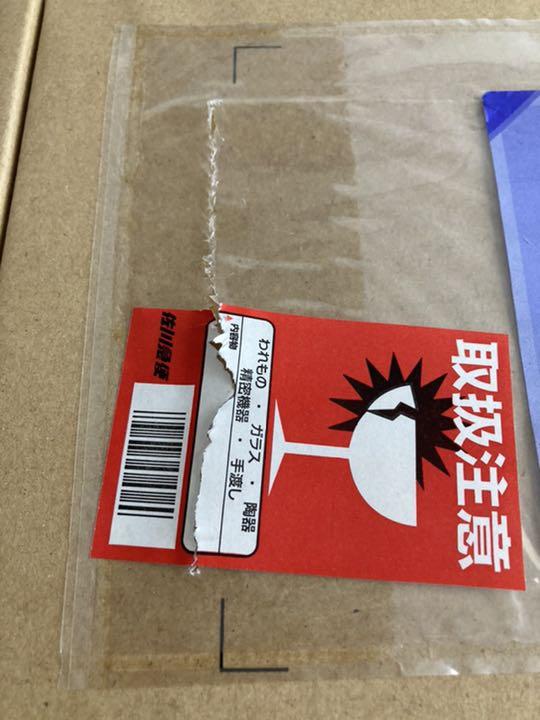 取扱注意
われもの ・ ガラス ・ 陶器
精密機器 ・ 手渡し
内容物
佐川急便